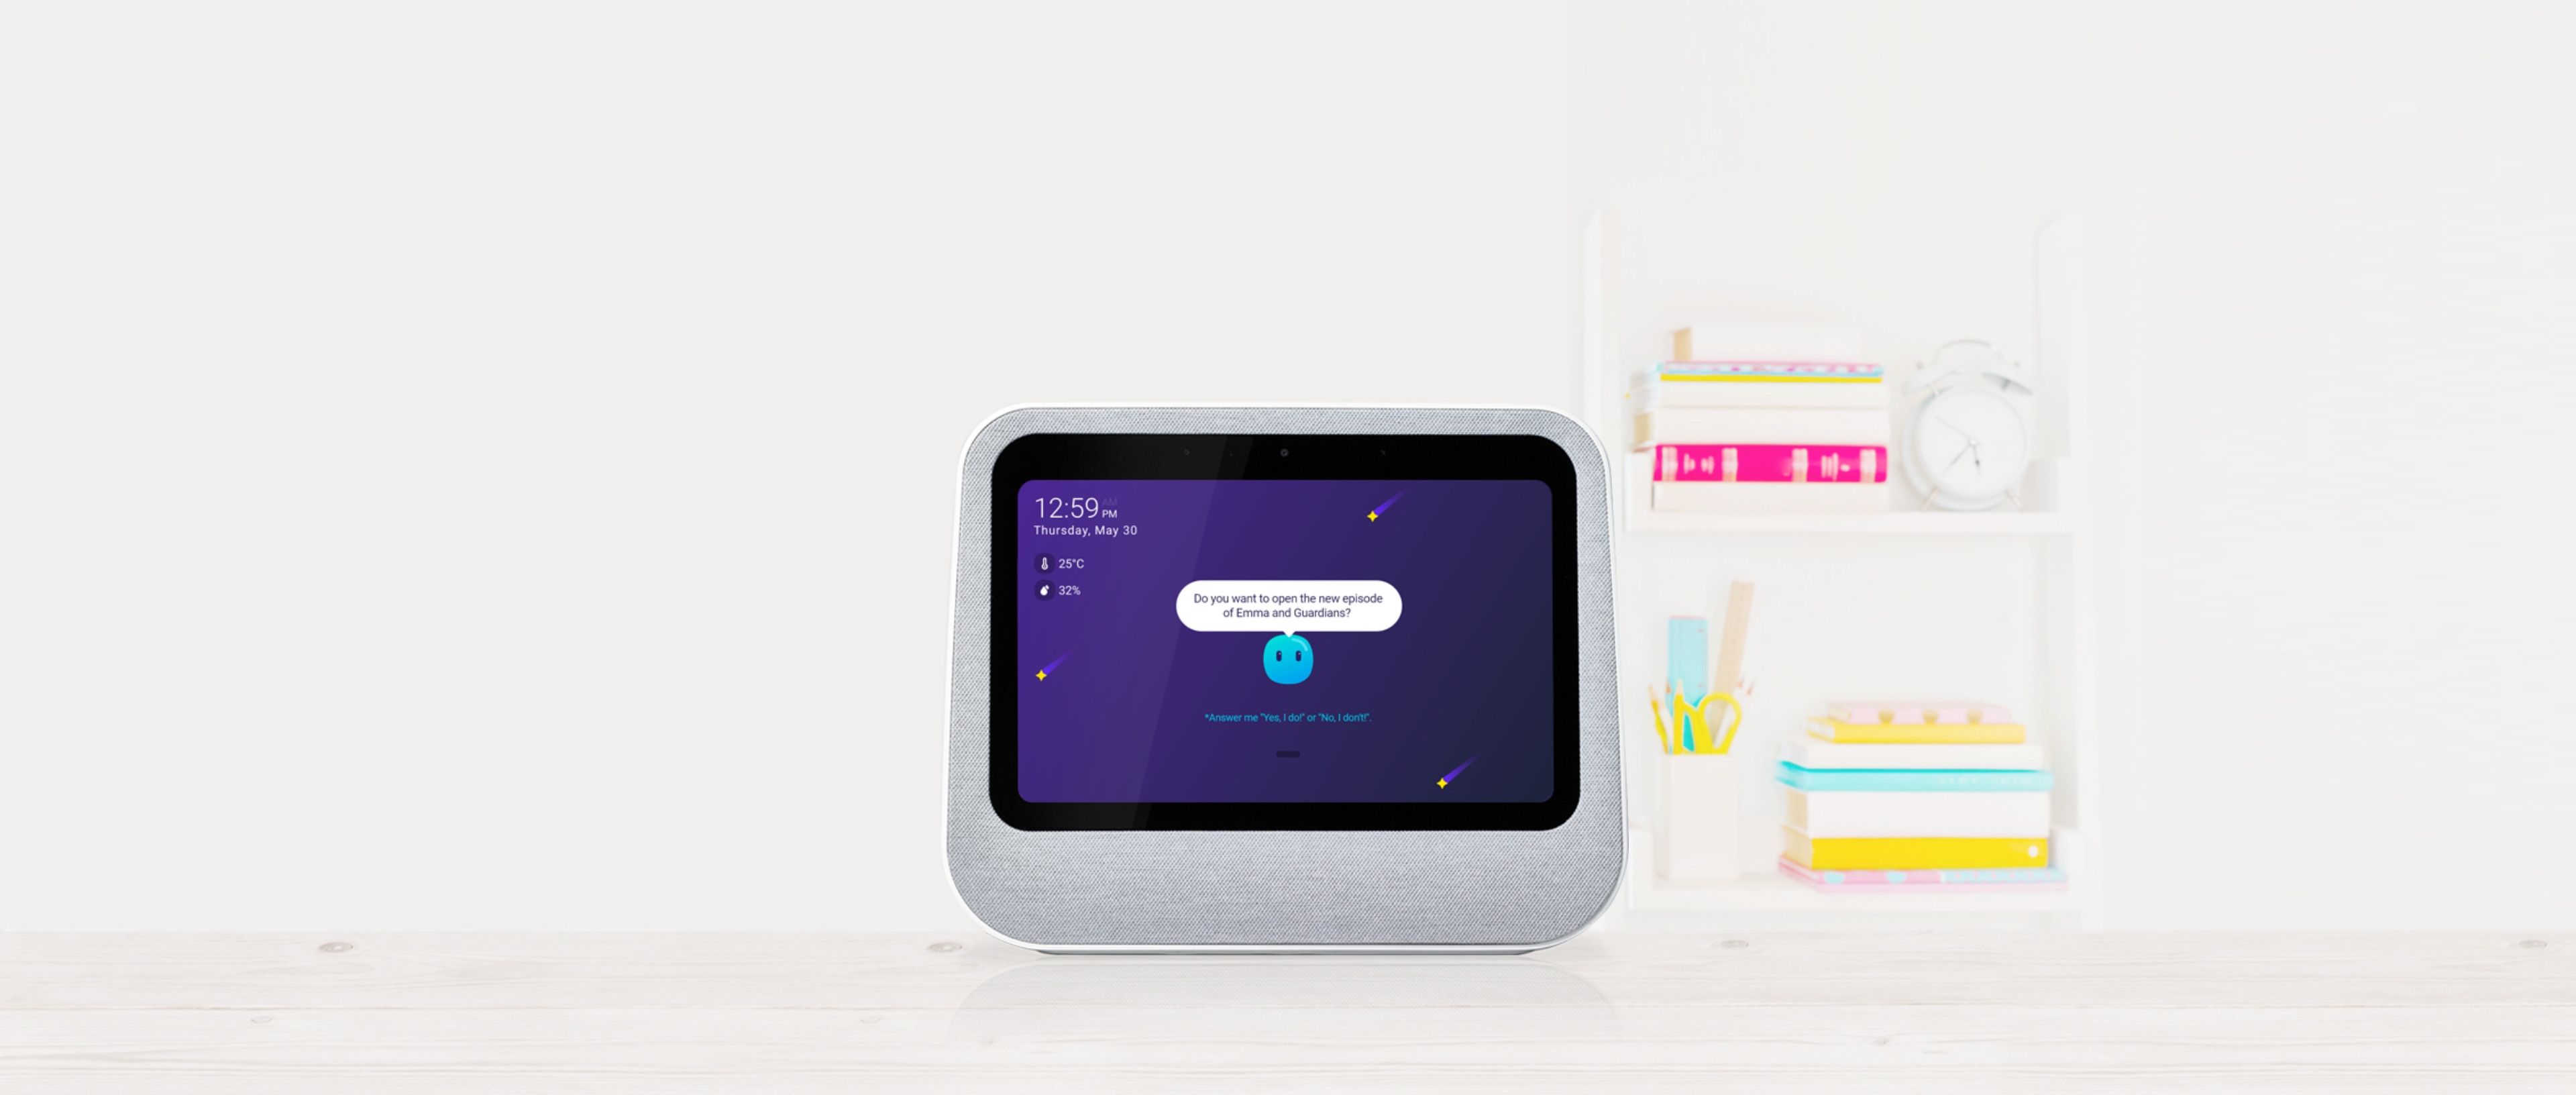 12:59 AM
PM
Thursday, May 30
25°C
32%
Do you want to open the new episode
of Emma and Guardians?
*Answer me "Yes, I do!" or "No, I don't!".